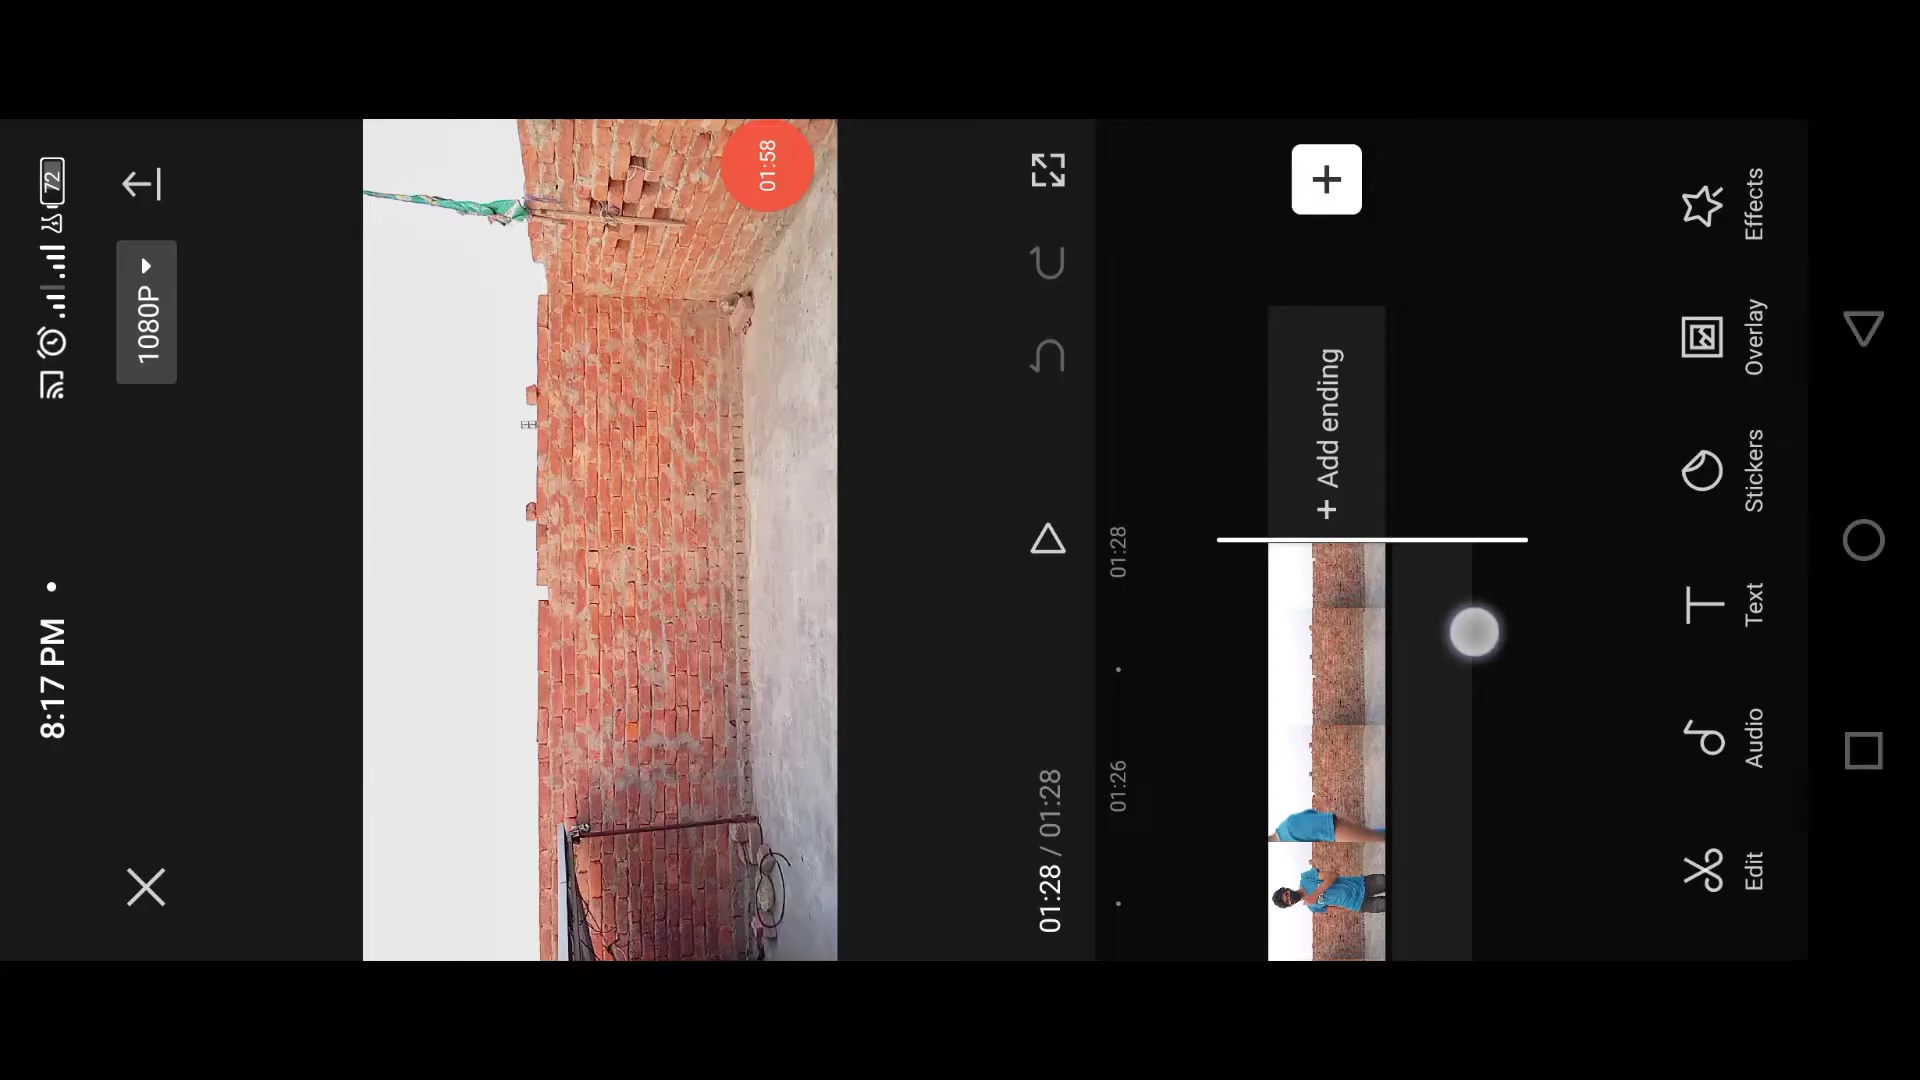 8:17 PM
72
1080P
01:58
01:28 / 01:28
01:26
01:28
+ Add ending
Edit
Audio
Text
Stickers
Overlay
Effects